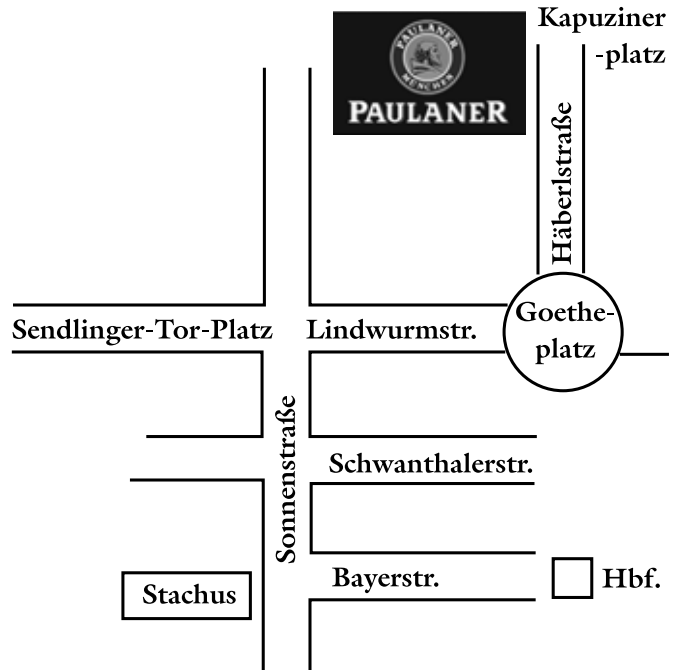 Kapuziner
-platz
PAULANER
MÜNCHEN
PAULANER
Häberlstraße
Goethe-
platz
Sendlinger-Tor-Platz
Lindwurmstr.
Sonnenstraße
Schwanthalerstr.
Bayerstr.
Stachus
Hbf.